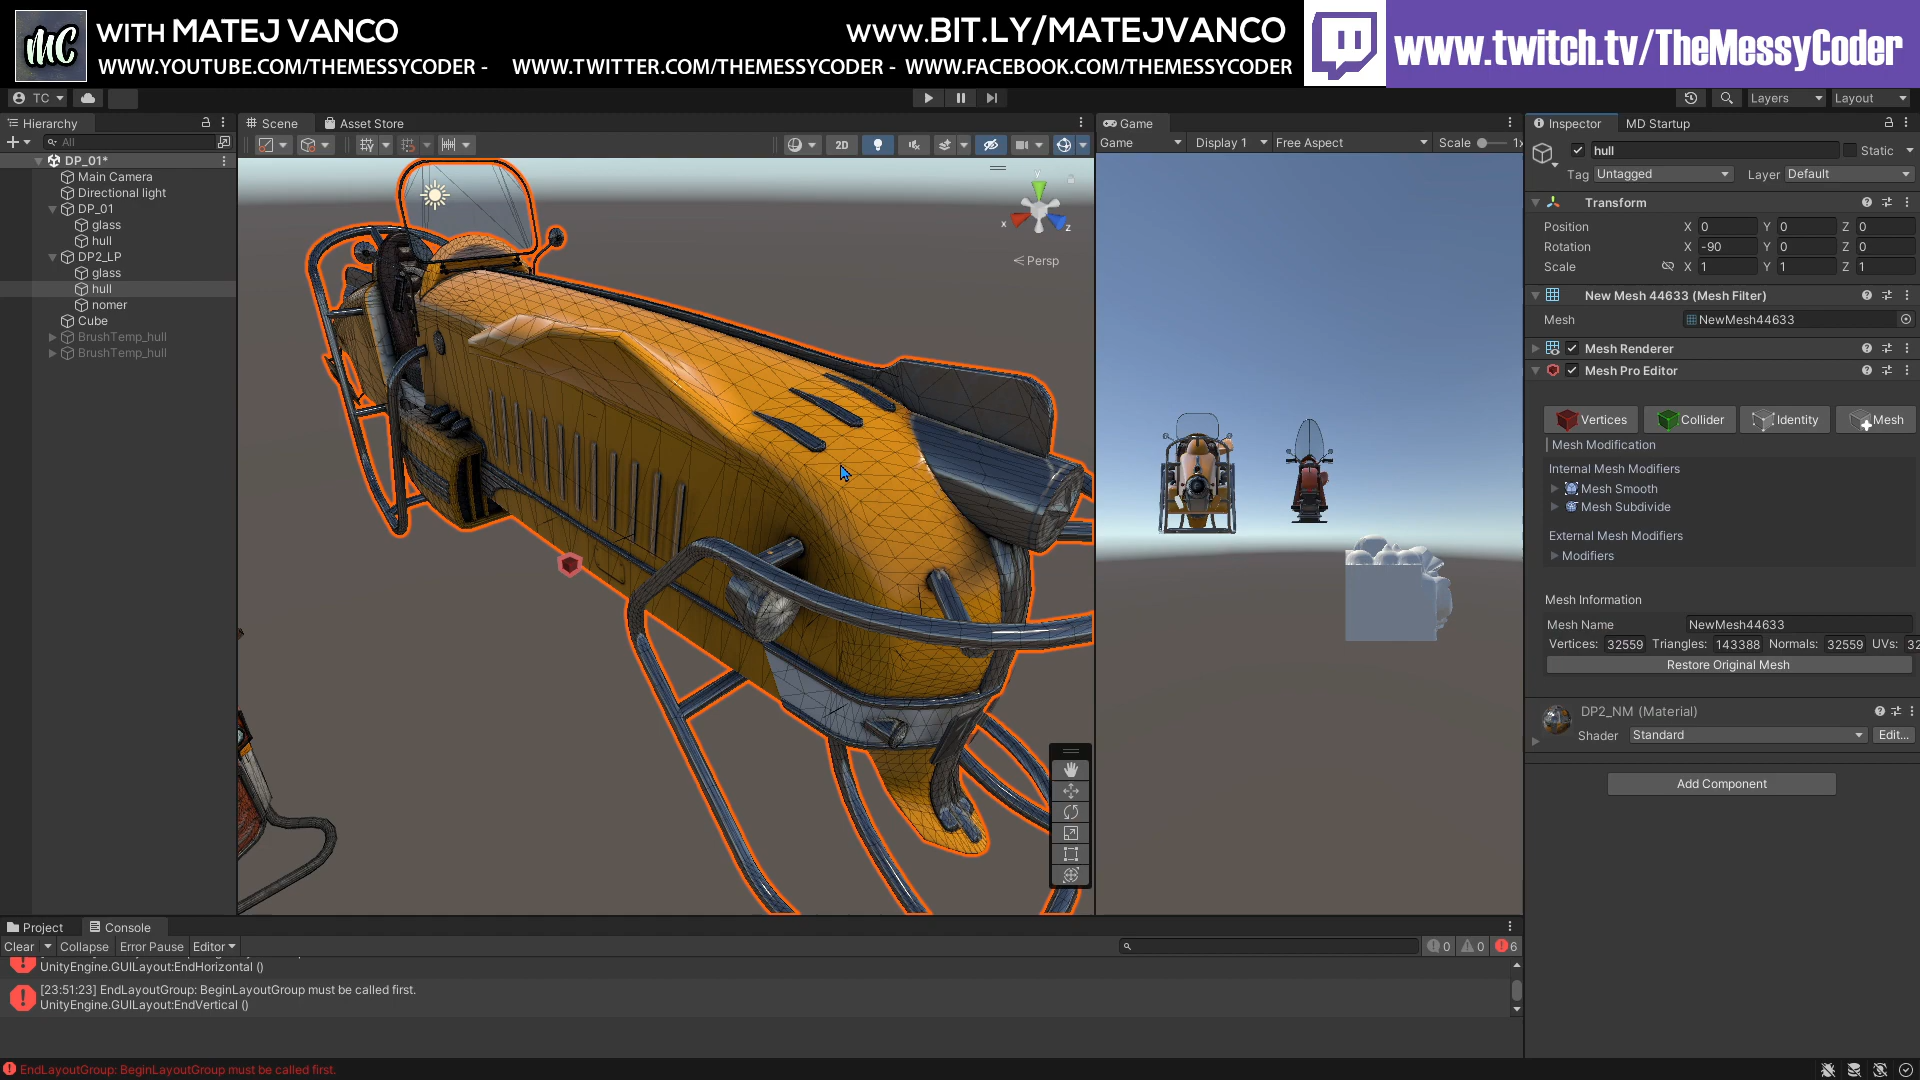 MC WITH MATEJ VANCO
WWW.BIT.LY/MATEJVANCO
WWW.YOUTUBE.COM/THEMESSYCODER - WWW.TWITTER.COM/THEMESSYCODER - WWW.FACEBOOK.COM/THEMESSYCODER
www.twitch.tv/TheMessyCoder
TC
Layers
Layout
Hierarchy
All
DP_01*
Main Camera
Directional light
DP_01
glass
hull
DP2_LP
glass
hull
nomer
Cube
BrushTemp_hull
BrushTemp_hull
Scene
Asset Store
2D
y
x
z
Persp
Game
Game
Display 1
Free Aspect
Scale
1x
Inspector
MD Startup
hull
Static
Tag Untagged
Layer Default
Transform
Position X 0 Y 0 Z 0
Rotation X -90 Y 0 Z 0
Scale X 1 Y 1 Z 1
New Mesh 44633 (Mesh Filter)
Mesh NewMesh44633
Mesh Renderer
Mesh Pro Editor
Vertices Collider Identity Mesh
Mesh Modification
Internal Mesh Modifiers
Mesh Smooth
Mesh Subdivide
External Mesh Modifiers
Modifiers
Mesh Information
Mesh Name NewMesh44633
Vertices: 32559 Triangles: 143388 Normals: 32559 UVs: 32
Restore Original Mesh
DP2_NM (Material)
Shader Standard Edit...
Add Component
Project
Console
Clear Collapse Error Pause Editor
0 0 6
UnityEngine.GUILayout:EndHorizontal ()
[23:51:23] EndLayoutGroup: BeginLayoutGroup must be called first.
UnityEngine.GUILayout:EndVertical ()
EndLayoutGroup: BeginLayoutGroup must be called first.